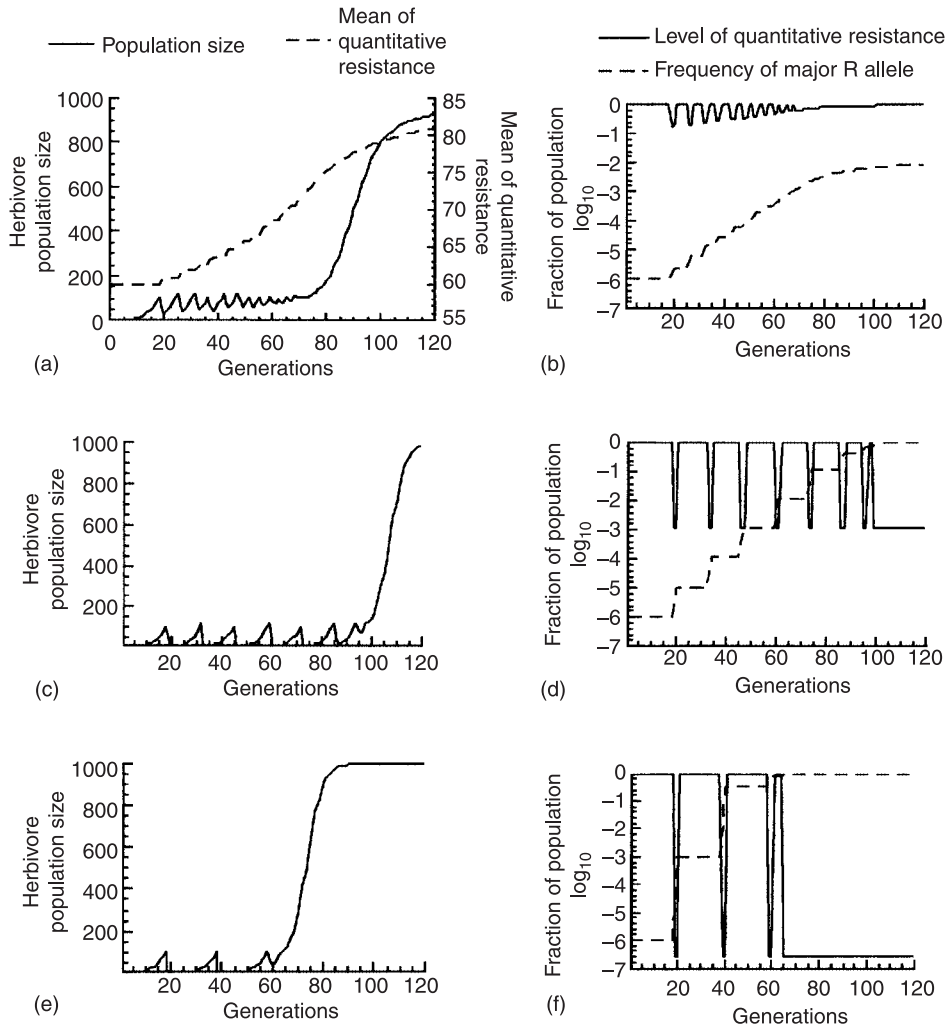 Population size
Mean of
quantitative
resistance
Level of quantitative resistance
Frequency of major R allele
Herbivore
population size
1000
800
600
400
200
0
85
80
75
70
65
60
55
Mean of quantitative
resistance
0 20 40 60 80 100 120
Generations
(a)
Fraction of population
log10
0
−1
−2
−3
−4
−5
−6
−7
20 40 60 80 100 120
Generations
(b)
Herbivore
population size
1000
800
600
400
200
20 40 60 80 100 120
Generations
(c)
Fraction of population
log10
0
−1
−2
−3
−4
−5
−6
−7
20 40 60 80 100 120
Generations
(d)
Herbivore
population size
1000
800
600
400
200
20 40 60 80 100 120
Generations
(e)
Fraction of population
log10
0
−1
−2
−3
−4
−5
−6
−7
20 40 60 80 100 120
Generations
(f)